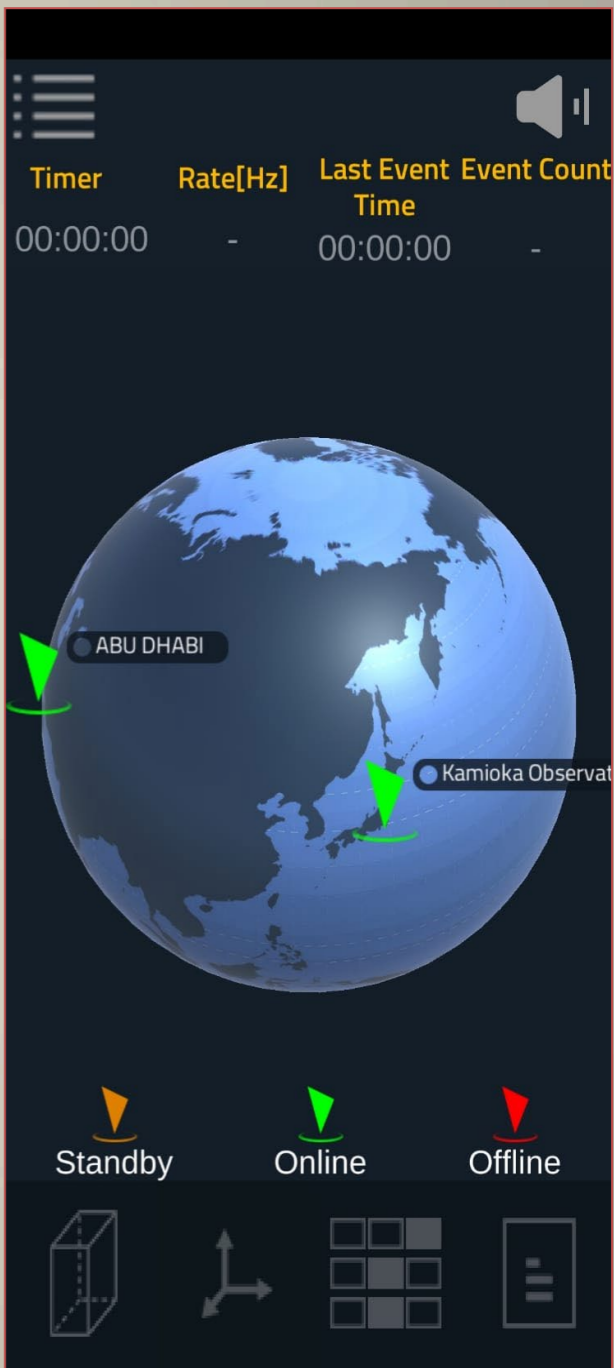 Timer
Rate[Hz]
Last Event Time
Event Count
00:00:00
-
00:00:00
-
ABU DHABI
Kamioka Observat
Standby
Online
Offline